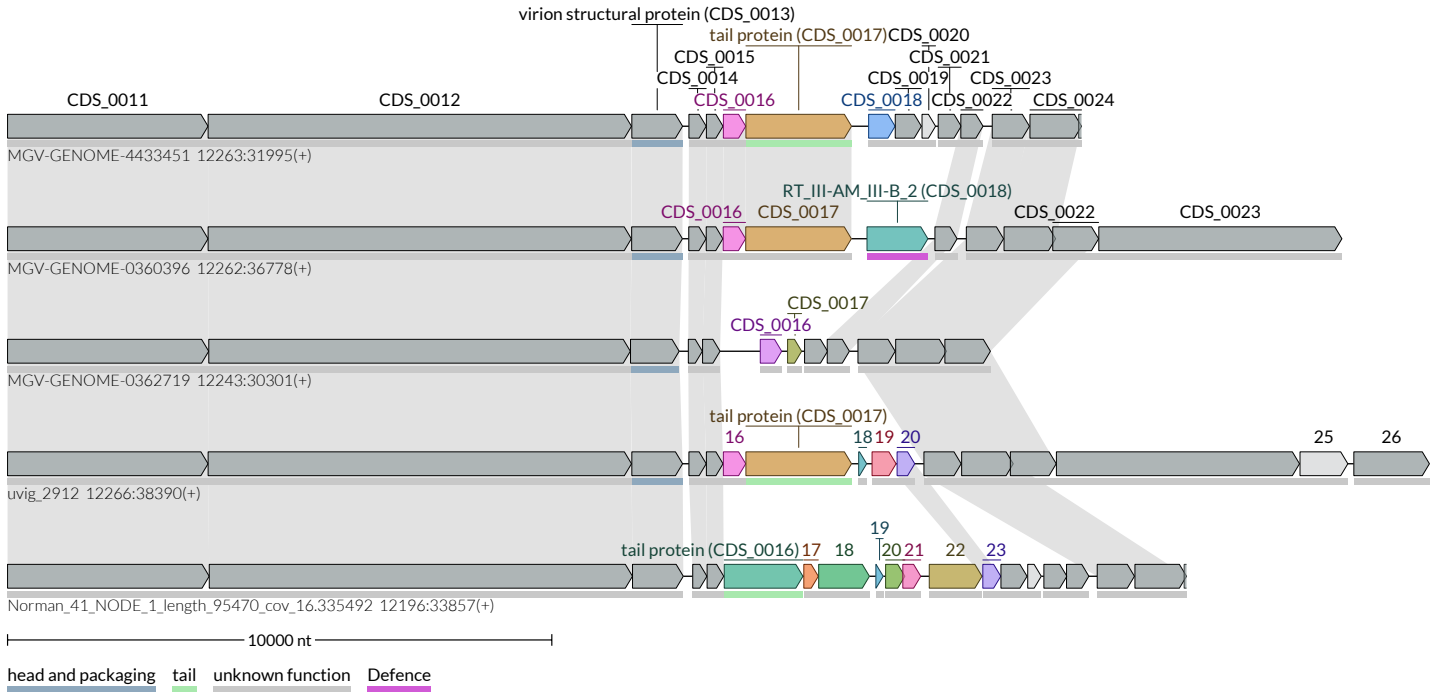 virion structural protein (CDS_0013)
tail protein (CDS_0017) CDS_0020
CDS_0015 CDS_0021
CDS_0014 CDS_0019 CDS_0023
CDS_0011 CDS_0012 CDS_0016 CDS_0018 CDS_0022 CDS_0024
MGV-GENOME-4433451 12263:31995(+)
RT_III-AM_III-B_2 (CDS_0018)
CDS_0016 CDS_0017 CDS_0022 CDS_0023
MGV-GENOME-0360396 12262:36778(+)
CDS_0017
CDS_0016
MGV-GENOME-0362719 12243:30301(+)
tail protein (CDS_0017)
16 18 19 20 25 26
uvig_2912 12266:38390(+)
19
tail protein (CDS_0016) 17 18 20 21 22 23
Norman_41_NODE_1_length_95470_cov_16.335492 12196:33857(+)
10000 nt
head and packaging tail unknown function Defence